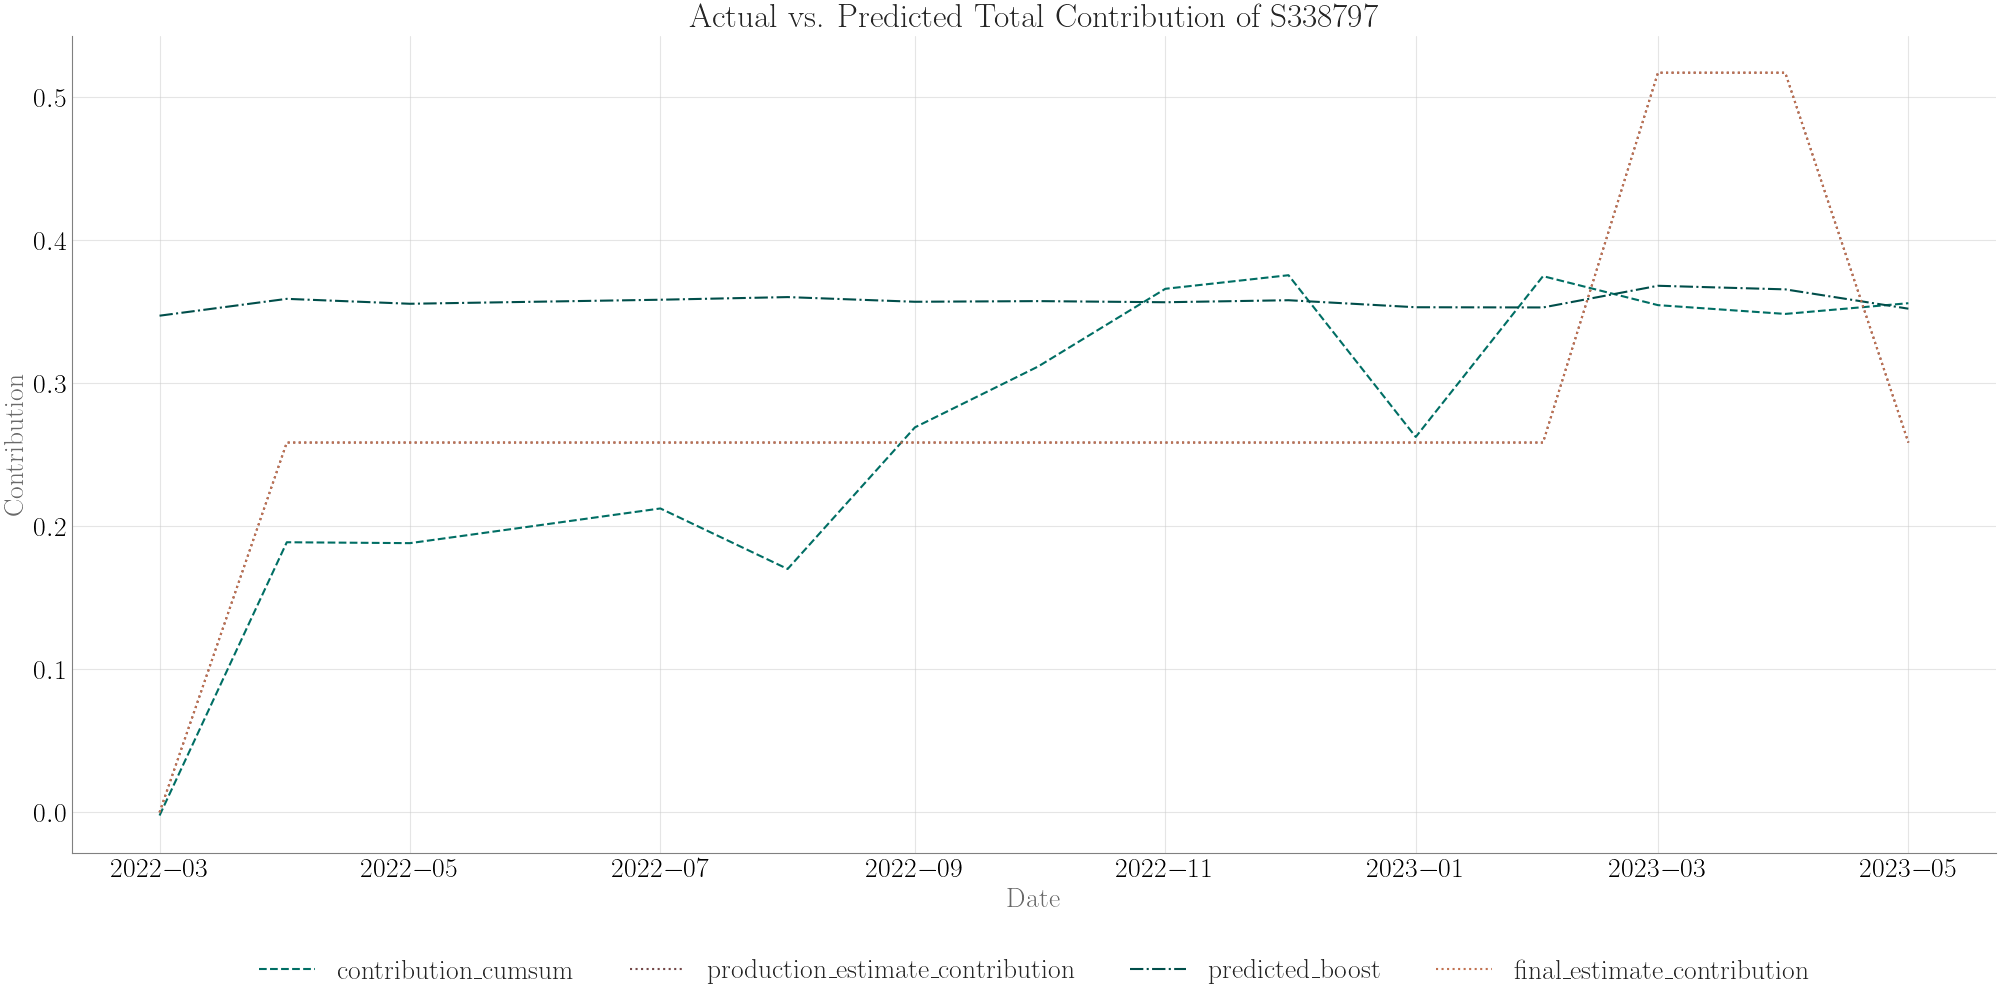 Actual vs. Predicted Total Contribution of S338797
Contribution
0.5
0.4
0.3
0.2
0.1
0.0
2022−03 2022−05 2022−07 2022−09 2022−11 2023−01 2023−03 2023−05
Date
contribution_cumsum production_estimate_contribution predicted_boost final_estimate_contribution